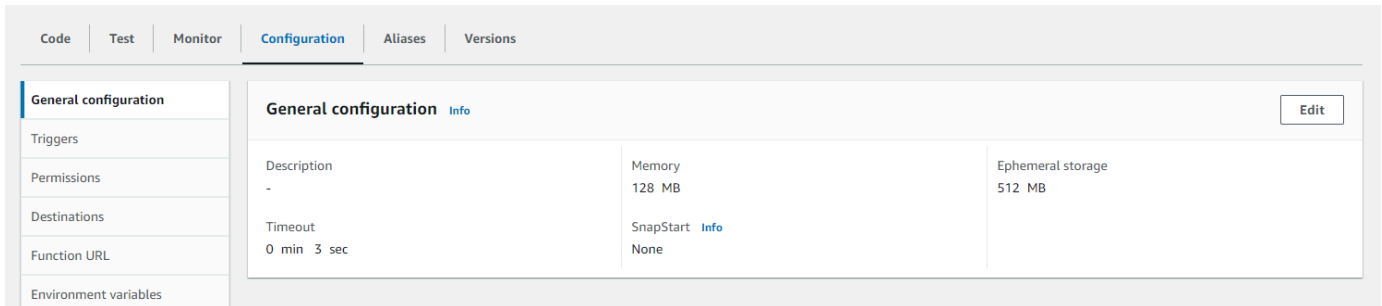 Code Test Monitor Configuration Aliases Versions
General configuration
Triggers
Permissions
Destinations
Function URL
Environment variables
General configuration Info
Edit
Description
-
Timeout
0 min 3 sec
Memory
128 MB
SnapStart Info
None
Ephemeral storage
512 MB